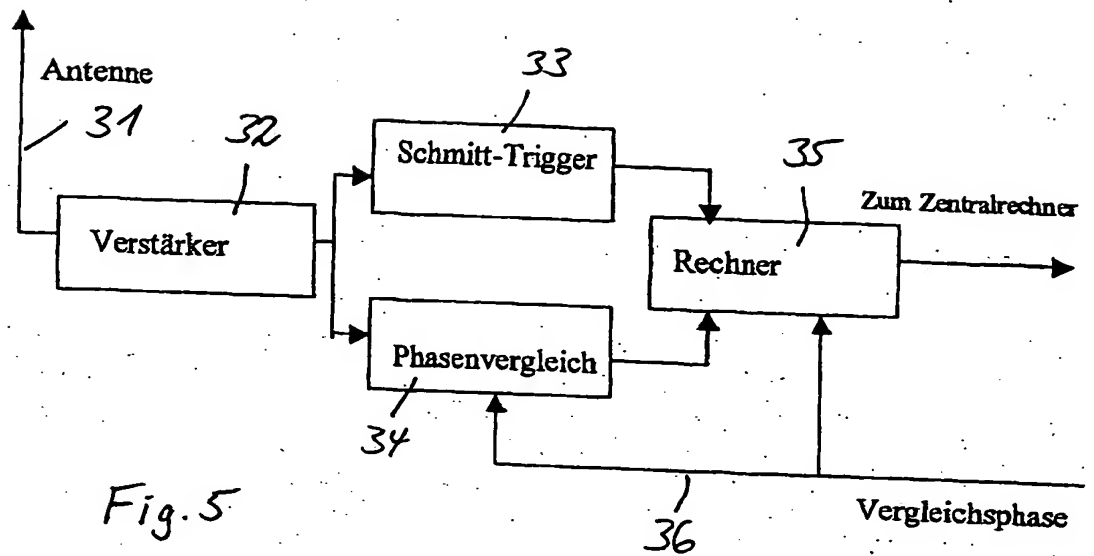 Antenne
31
32
33
Verstärker
Schmitt-Trigger
35
Zum Zentralrechner
Rechner
Phasenvergleich
34
36
Vergleichsphase
Fig. 5